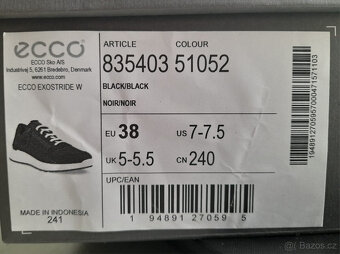 ecco
ECCO Sko A/S
Industrivej 5, 6261 Bredebro, Denmark
ECCO EXOSTRIDE W
MADE IN INDONESIA
241
ARTICLE COLOUR
835403 51052
BLACK/BLACK
NOIR/NOIR
EU 38
US 7-7.5
UK 5-5.5
CN 240
UPC/EAN
1 94891 27059 5
Bazoš.cz